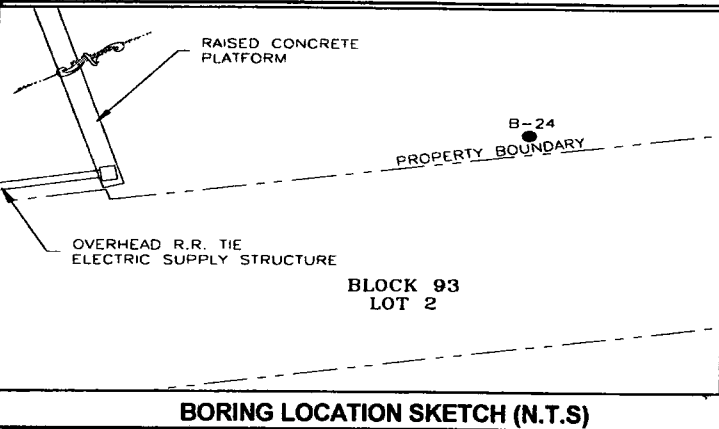 RAISED CONCRETE
PLATFORM
B-24
PROPERTY BOUNDARY
OVERHEAD R.R. TIE
ELECTRIC SUPPLY STRUCTURE
BLOCK 93
LOT 2
BORING LOCATION SKETCH (N.T.S)